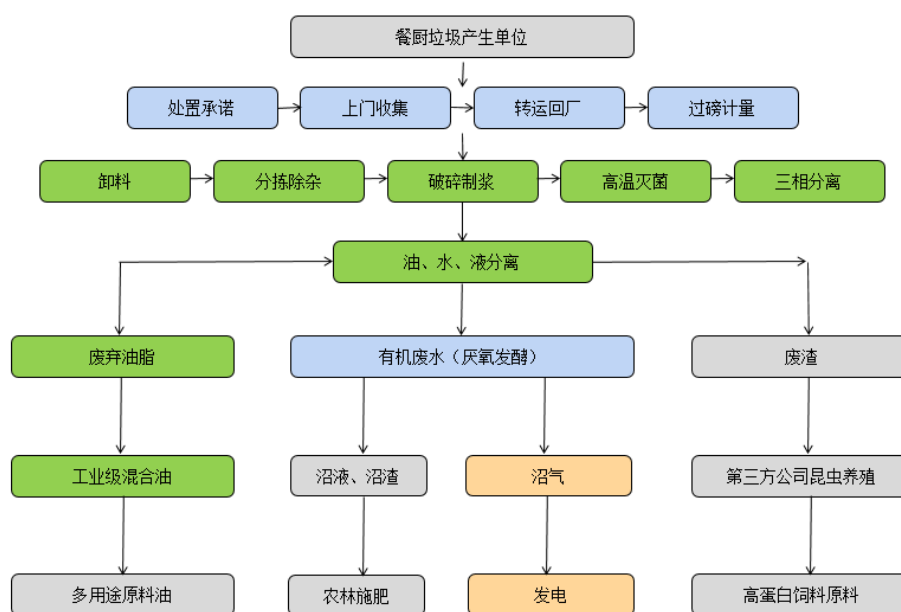 餐厨垃圾产生单位
处置承诺
上门收集
转运回厂
过磅计量
卸料
分拣除杂
破碎制浆
高温灭菌
三相分离
油、水、液分离
废弃油脂
有机废水（厌氧发酵）
废渣
工业级混合油
沼液、沼渣
沼气
第三方公司昆虫养殖
多用途原料油
农林施肥
发电
高蛋白饲料原料